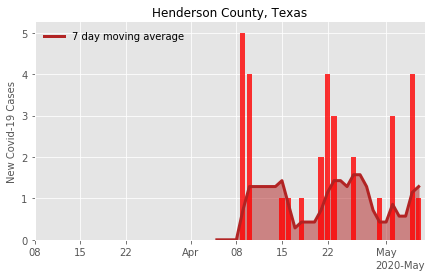 Henderson County, Texas
7 day moving average
New Covid-19 Cases
5
4
3
2
1
0
08 15 22 Apr 08 15 22 May
2020-May